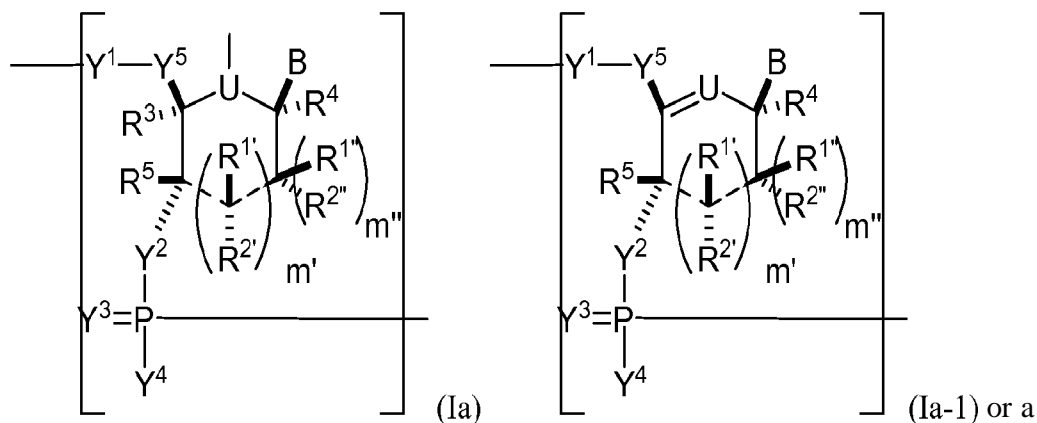 Y¹ Y⁵ U B Y¹ Y⁵ U B
R³ R⁴ R⁴
R⁵ R¹' R¹" R⁵ R¹' R¹"
R²" m" R²" m"
Y² R²' m' Y² R²' m'
Y³=P Y³=P
Y⁴ (Ia) Y⁴ (Ia-1) or a